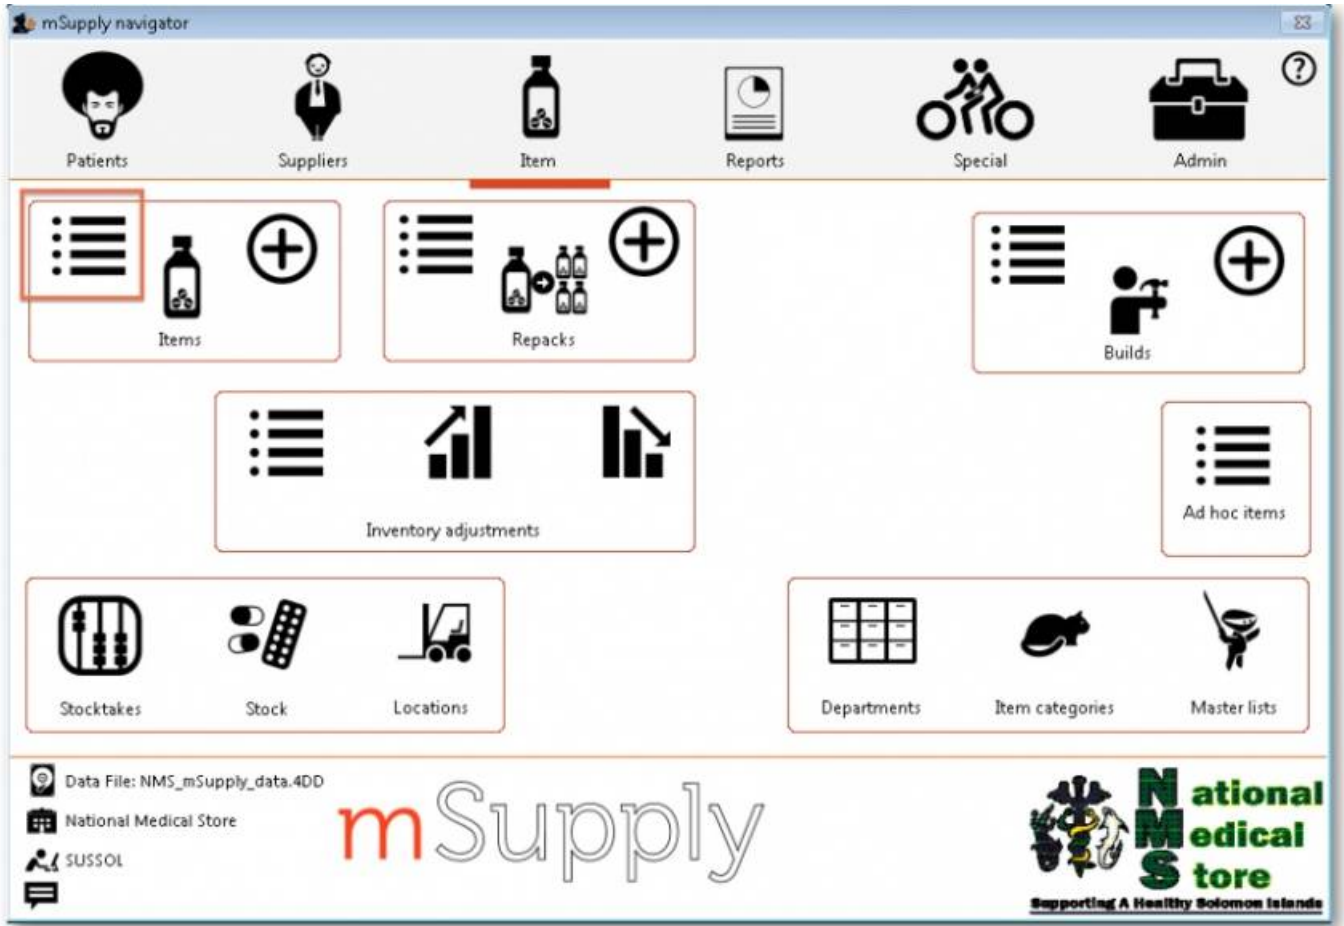 mSupply navigator
Patients
Suppliers
Item
Reports
Special
Admin
?
Items
Repacks
Builds
Inventory adjustments
Ad hoc items
Stocktakes
Stock
Locations
Departments
Item categories
Master lists
Data File: NMS_mSupply_data.4DD
National Medical Store
SUSSOL
mSupply
National
Medical
Store
Supporting A Healthy Solomon Islands